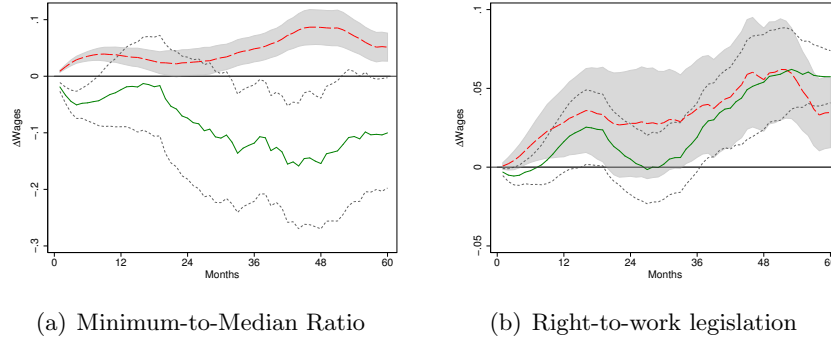 .1
0
-.1
-.2
-.3
ΔWages
0 12 24 36 48 60
Months
(a) Minimum-to-Median Ratio
.1
.05
0
-.05
ΔWages
0 12 24 36 48 60
Months
(b) Right-to-work legislation